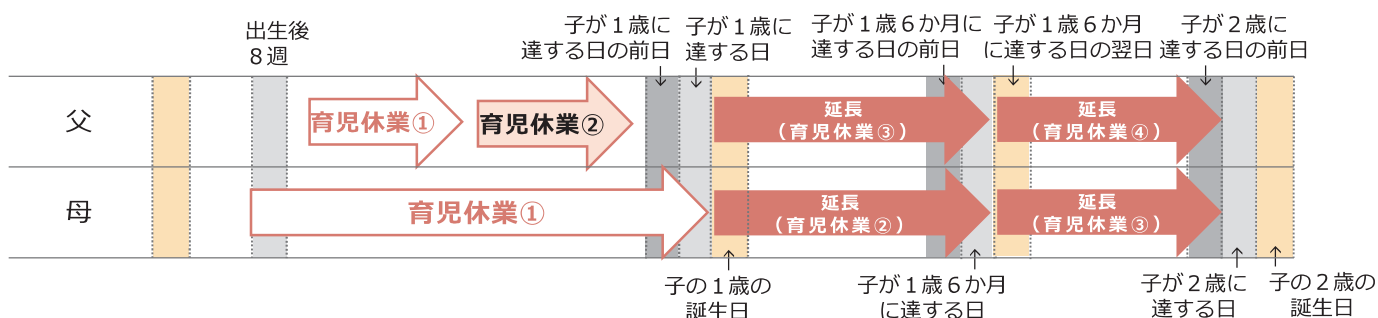 出生後
８週
子が１歳に
達する日の前日
子が１歳に
達する日
子が１歳６か月に
達する日の前日
子が１歳６か月
に達する日の翌日
子が２歳に
達する日の前日
父
育児休業①
育児休業②
延長
（育児休業③）
延長
（育児休業④）
母
育児休業①
延長
（育児休業②）
延長
（育児休業③）
子の１歳の
誕生日
子が１歳６か月
に達する日
子が２歳に
達する日
子の２歳の
誕生日